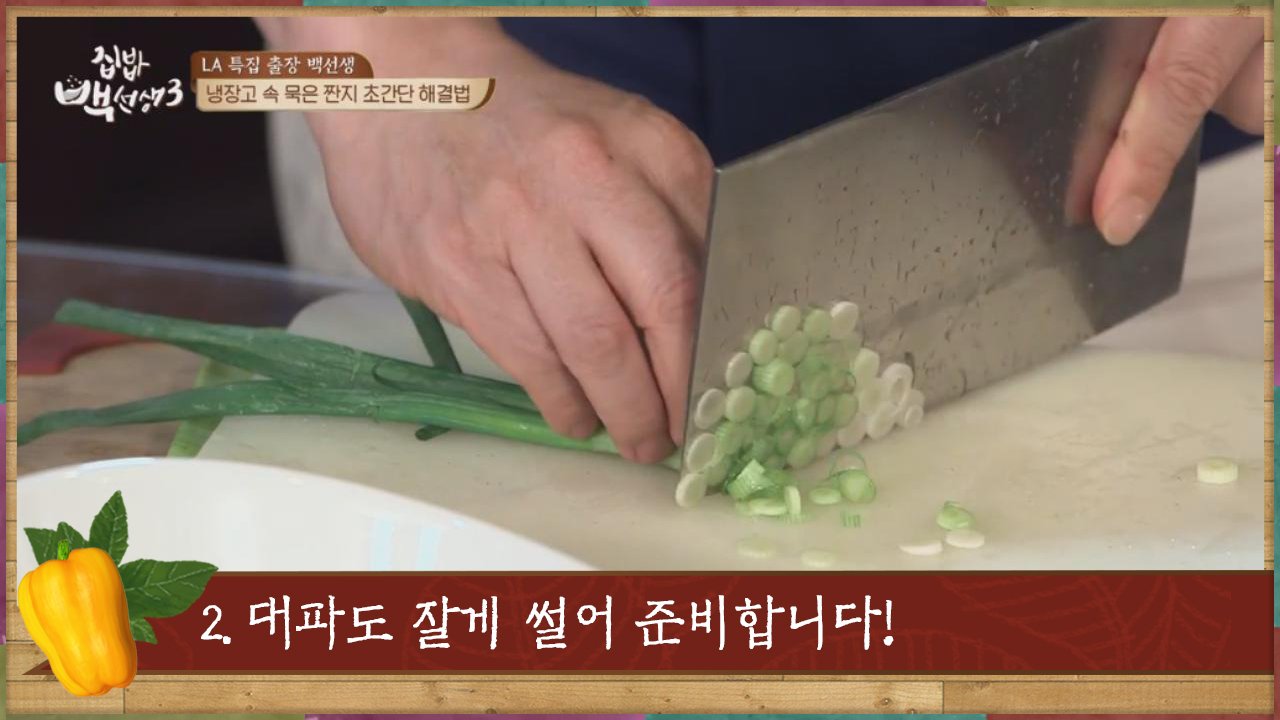 집밥
백선생3
LA 특집 출장 백선생
냉장고 속 묵은 짠지 초간단 해결법
2. 대파도 잘게 썰어 준비합니다!